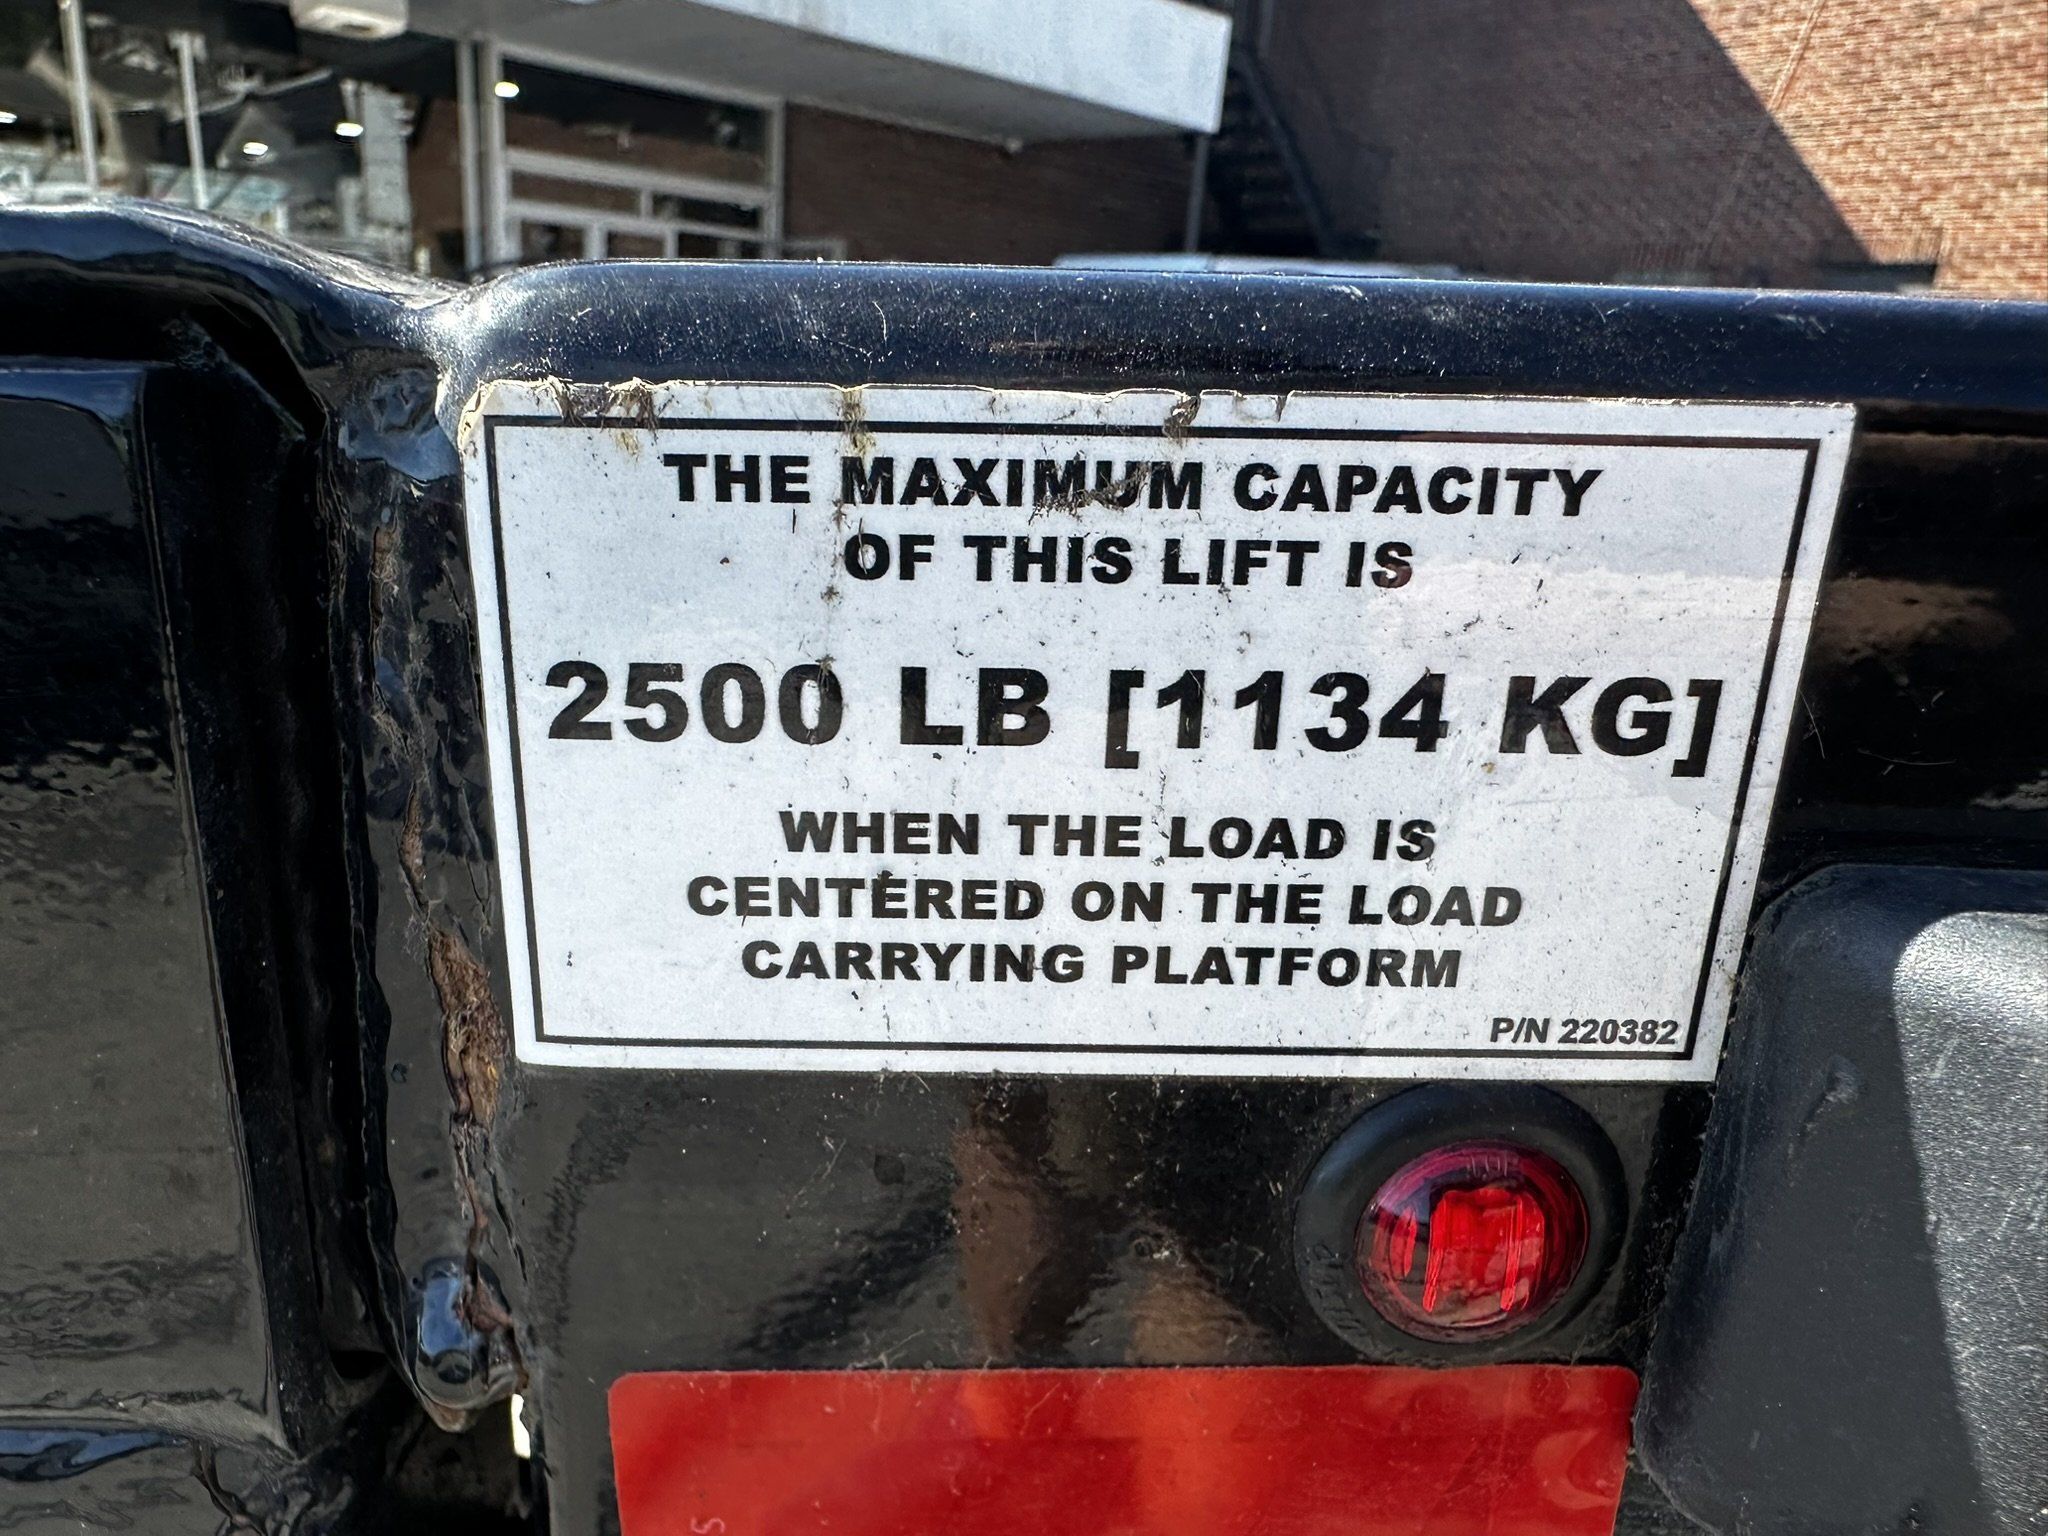 THE MAXIMUM CAPACITY
OF THIS LIFT IS
2500 LB [1134 KG]
WHEN THE LOAD IS
CENTERED ON THE LOAD
CARRYING PLATFORM
P/N 220382
TOP